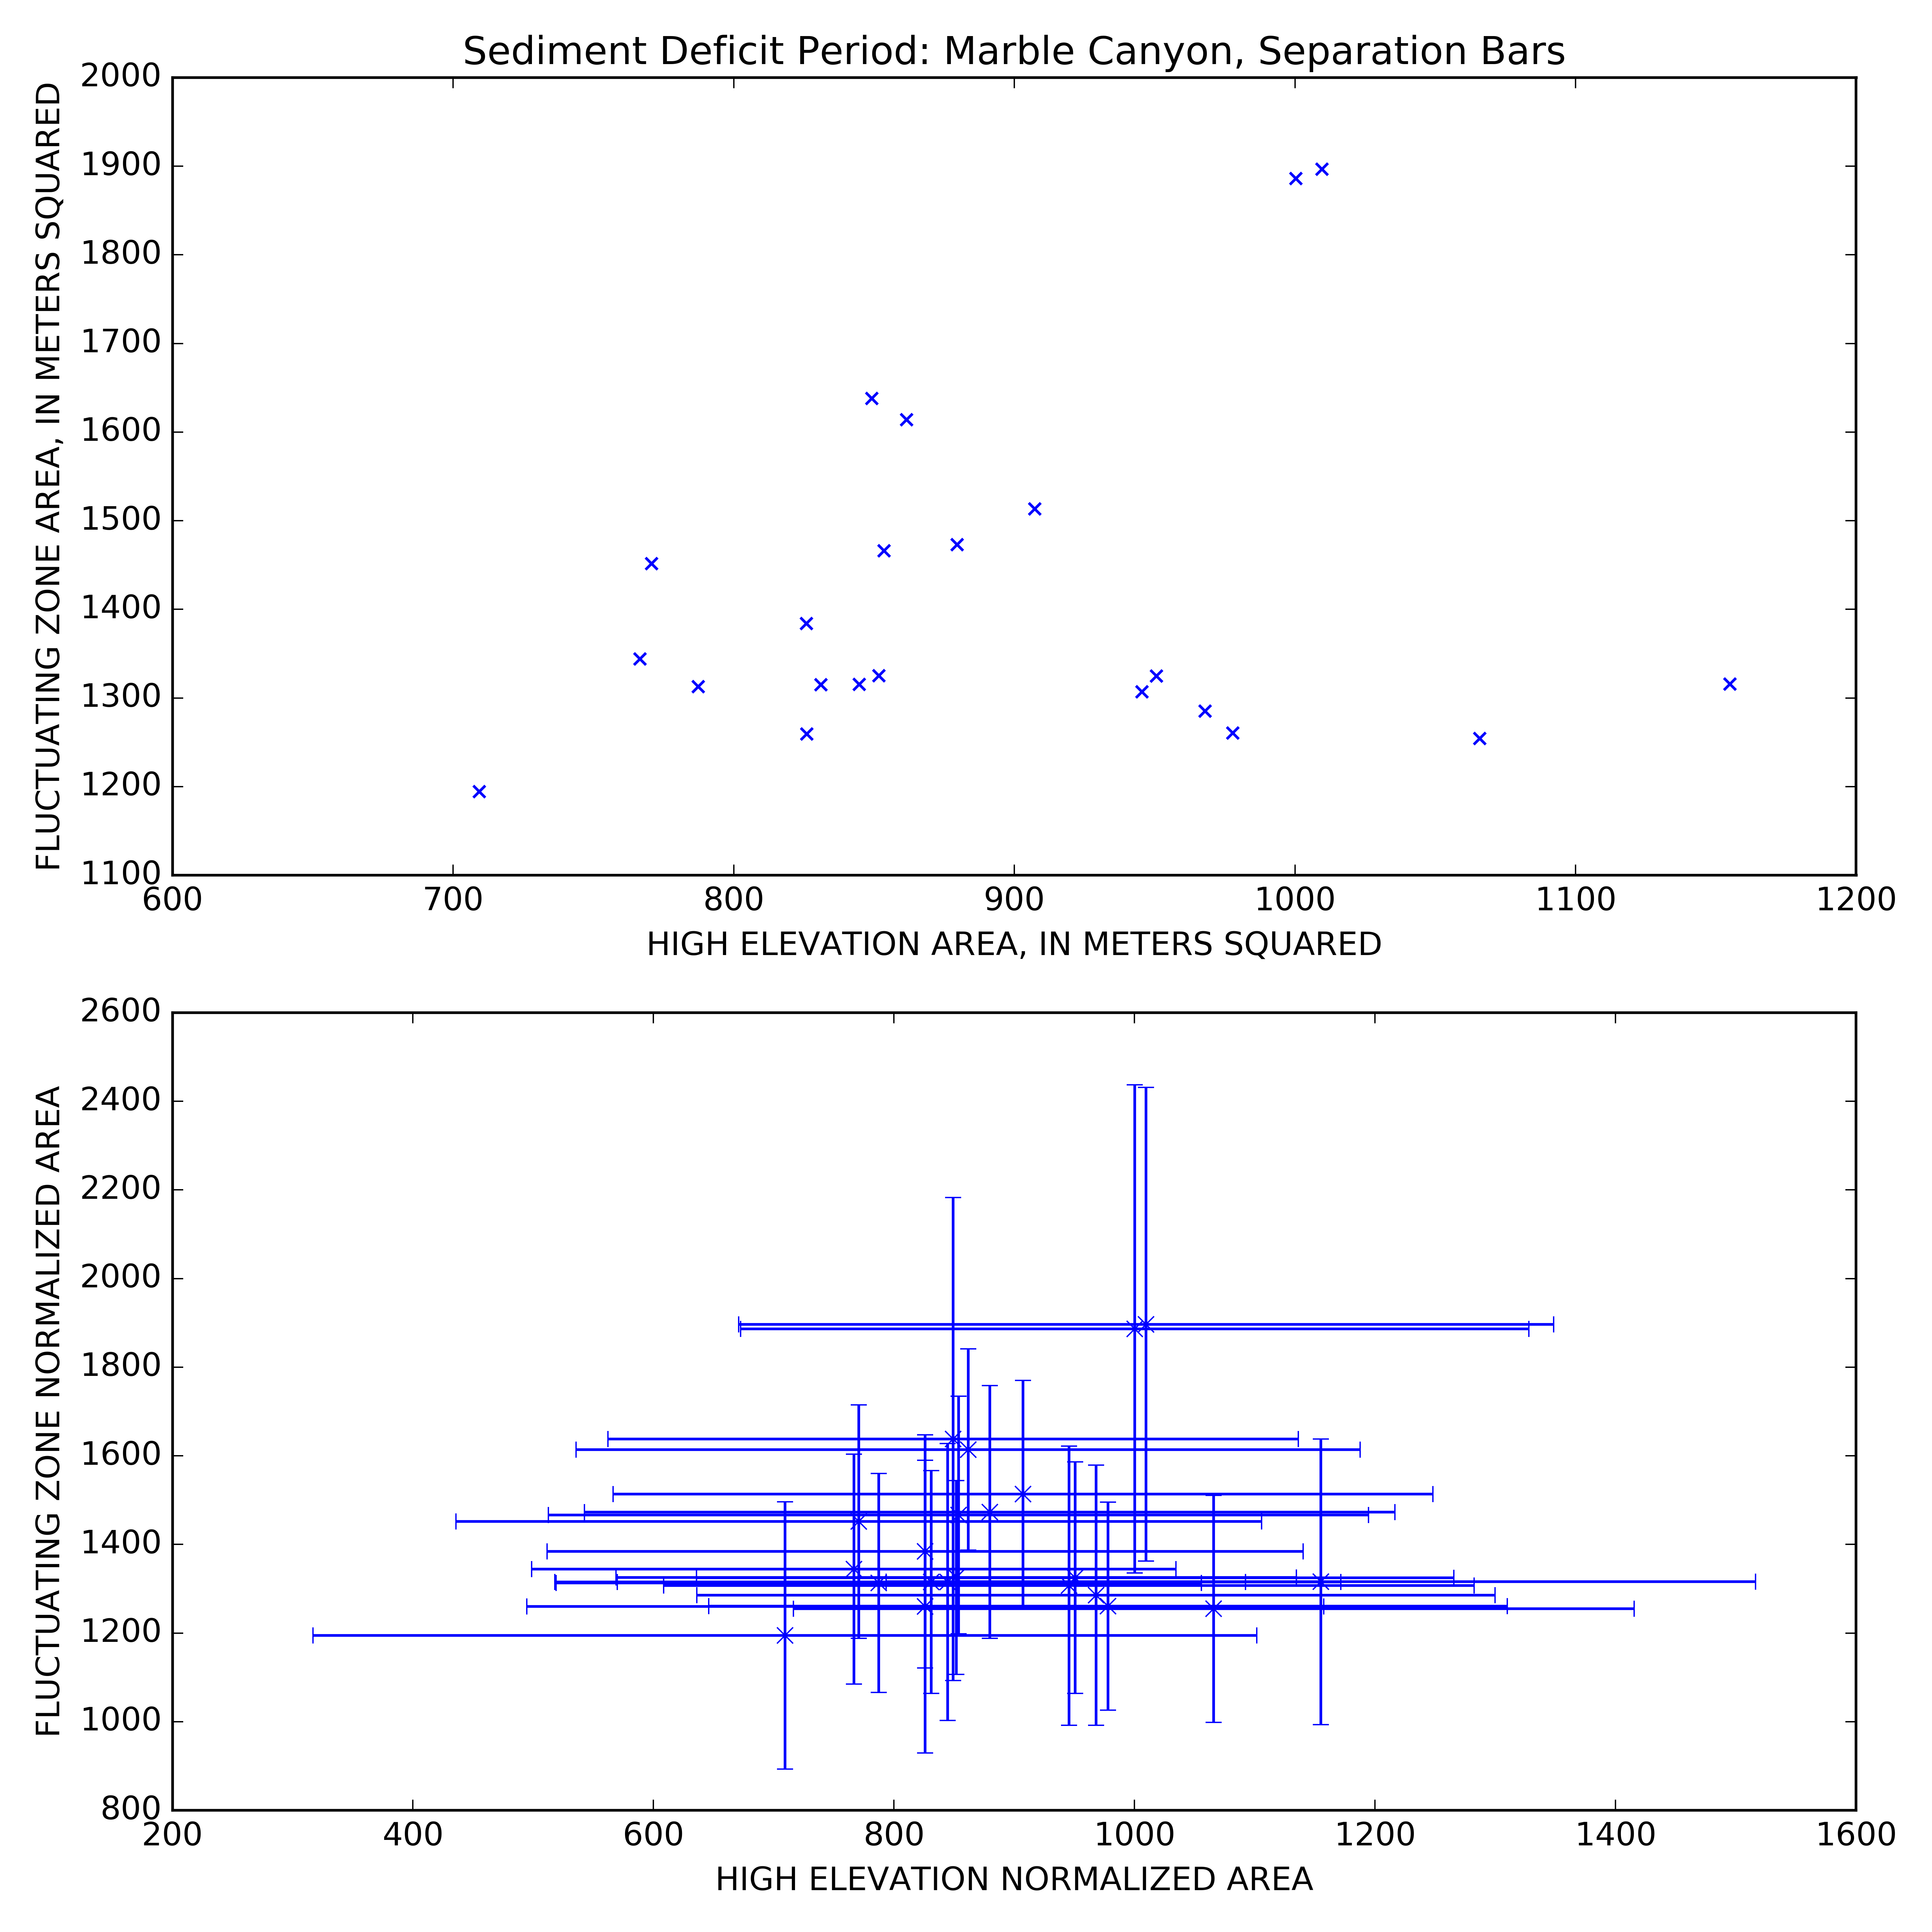 Sediment Deficit Period: Marble Canyon, Separation Bars
FLUCTUATING ZONE AREA, IN METERS SQUARED
2000
1900
1800
1700
1600
1500
1400
1300
1200
1100
600 700 800 900 1000 1100 1200
HIGH ELEVATION AREA, IN METERS SQUARED
FLUCTUATING ZONE NORMALIZED AREA
2600
2400
2200
2000
1800
1600
1400
1200
1000
800
200 400 600 800 1000 1200 1400 1600
HIGH ELEVATION NORMALIZED AREA